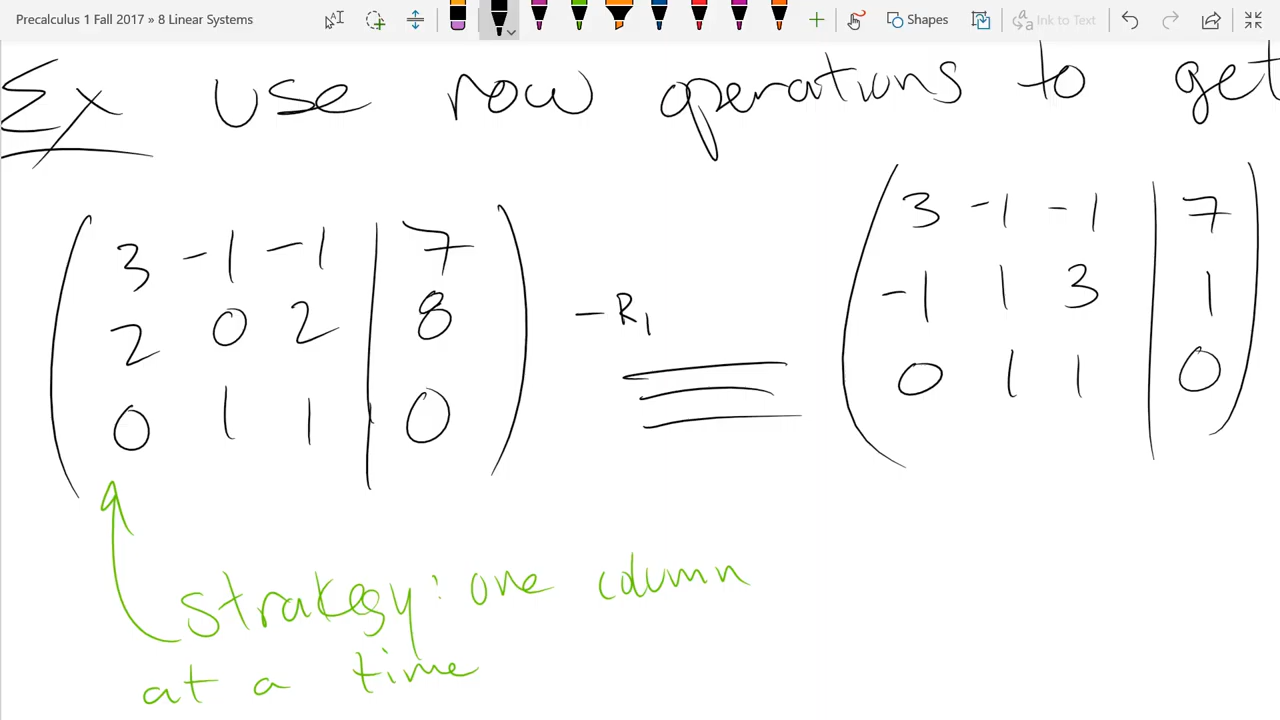 Precalculus 1 Fall 2017 » 8 Linear Systems
Shapes
Ink to Text
Ex use row operations to get
3 -1 -1 | 7
2 0 2 | 8
0 1 1 | 0
-R₁
3 -1 -1 | 7
-1 1 3 | 1
0 1 1 | 0
strategy: one column
at a time